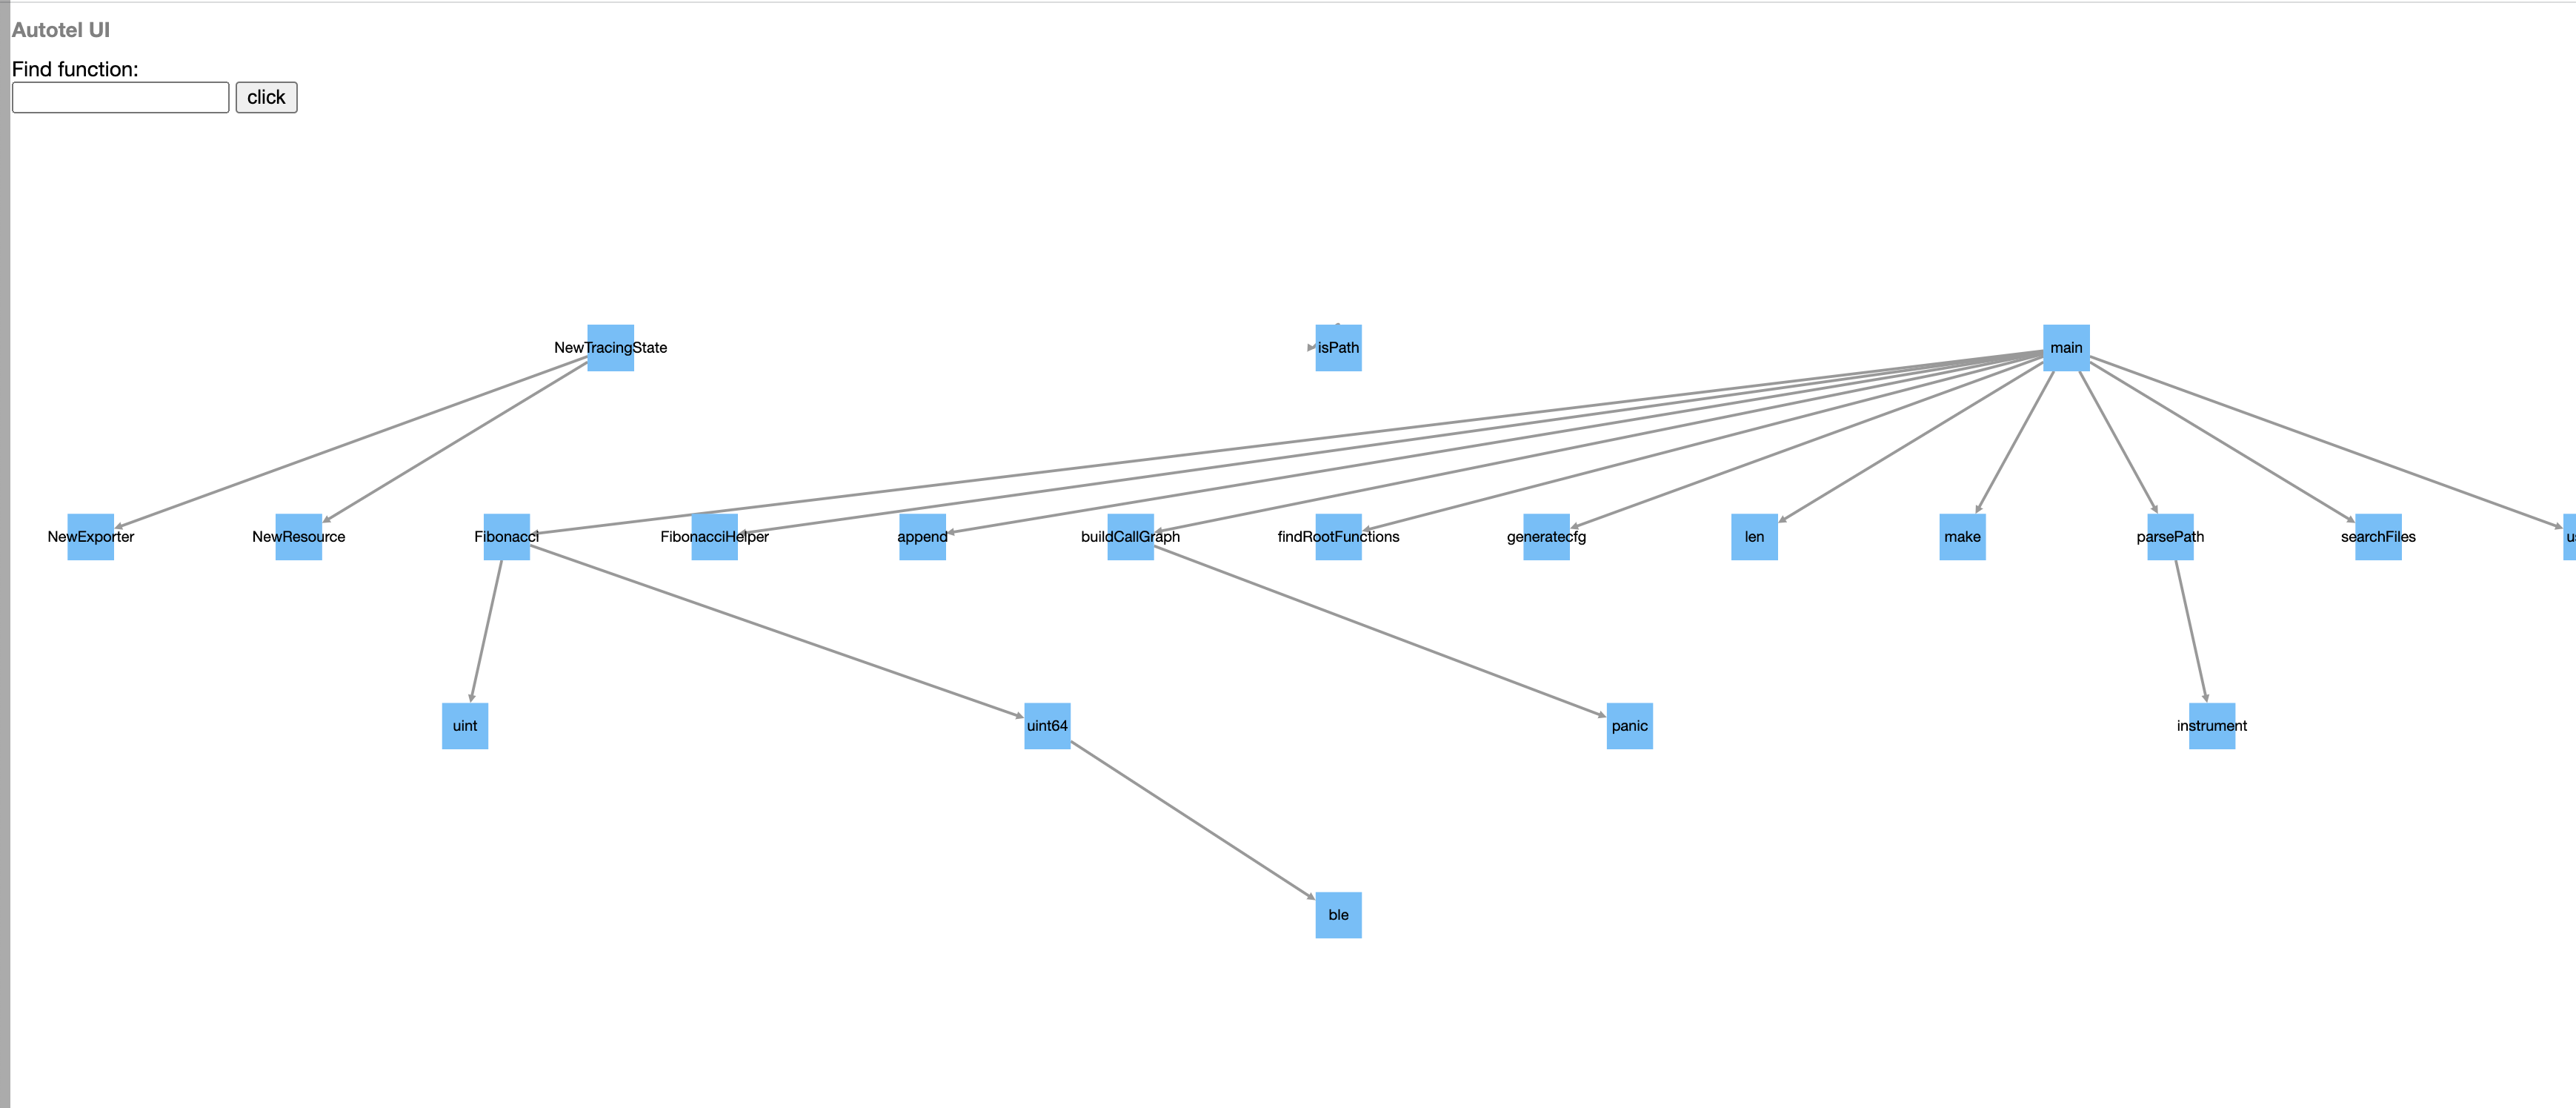 Autotel UI
Find function:
click
NewTracingState
isPath
main
NewExporter
NewResource
Fibonacci
FibonacciHelper
append
buildCallGraph
findRootFunctions
generatecfg
len
make
parsePath
searchFiles
uint
uint64
panic
instrument
ble